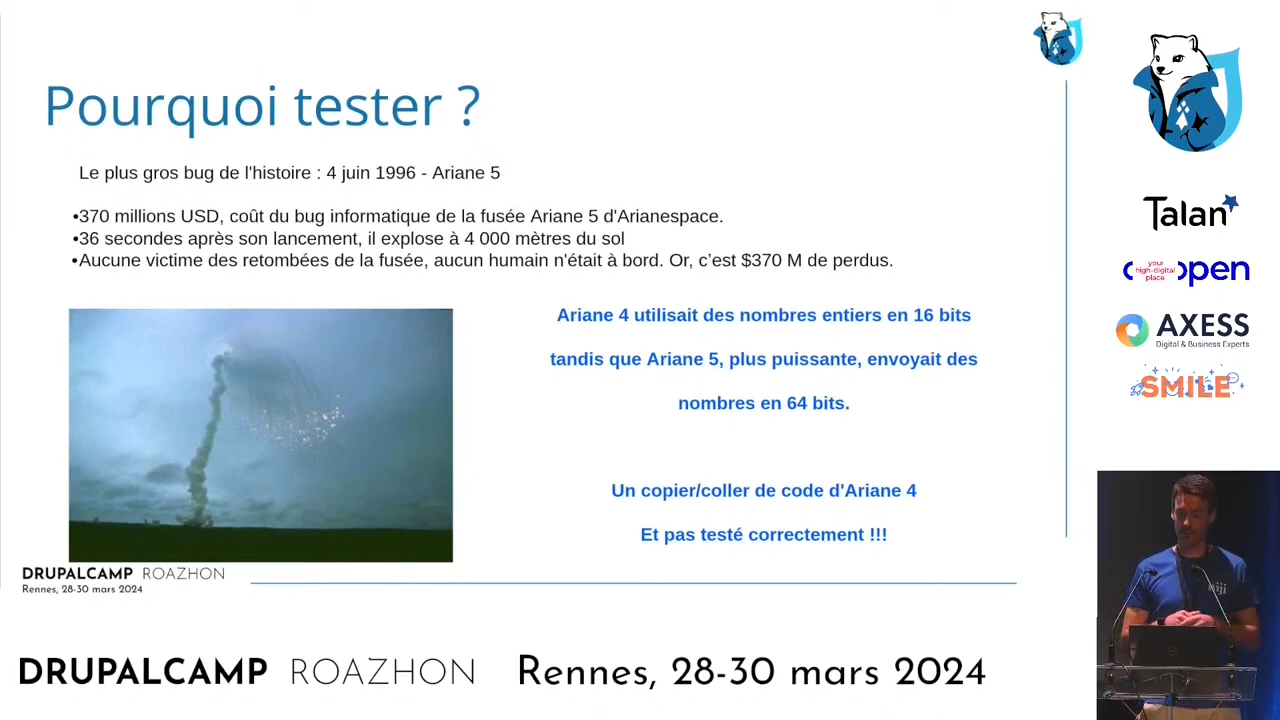 Pourquoi tester ?
Le plus gros bug de l'histoire : 4 juin 1996 - Ariane 5
•370 millions USD, coût du bug informatique de la fusée Ariane 5 d'Arianespace.
•36 secondes après son lancement, il explose à 4 000 mètres du sol
•Aucune victime des retombées de la fusée, aucun humain n'était à bord. Or, c’est $370 M de perdus.
Ariane 4 utilisait des nombres entiers en 16 bits
tandis que Ariane 5, plus puissante, envoyait des
nombres en 64 bits.
Un copier/coller de code d'Ariane 4
Et pas testé correctement !!!
DRUPALCAMP ROAZHON
Rennes, 28-30 mars 2024
Talan
your
high-digital
place
open
AXESS
Digital & Business Experts
SMILE
niji
DRUPALCAMP ROAZHON Rennes, 28-30 mars 2024